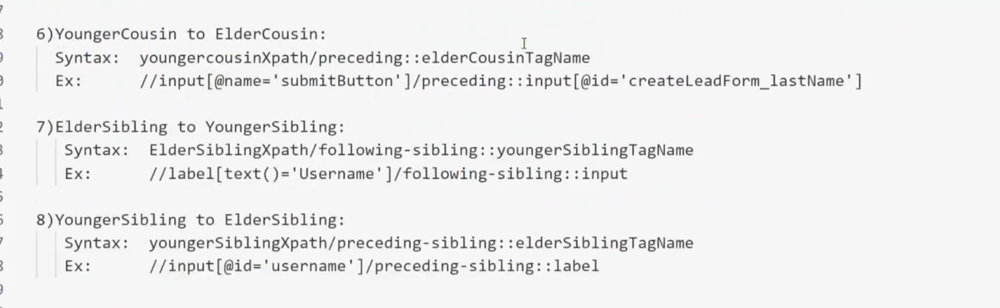 6)YoungerCousin to ElderCousin:
Syntax: youngercousinXpath/preceding::elderCousinTagName
Ex: //input[@name='submitButton']/preceding::input[@id='createLeadForm_lastName']
7)ElderSibling to YoungerSibling:
Syntax: ElderSiblingXpath/following-sibling::youngerSiblingTagName
Ex: //label[text()='Username']/following-sibling::input
8)YoungerSibling to ElderSibling:
Syntax: youngerSiblingXpath/preceding-sibling::elderSiblingTagName
Ex: //input[@id='username']/preceding-sibling::label